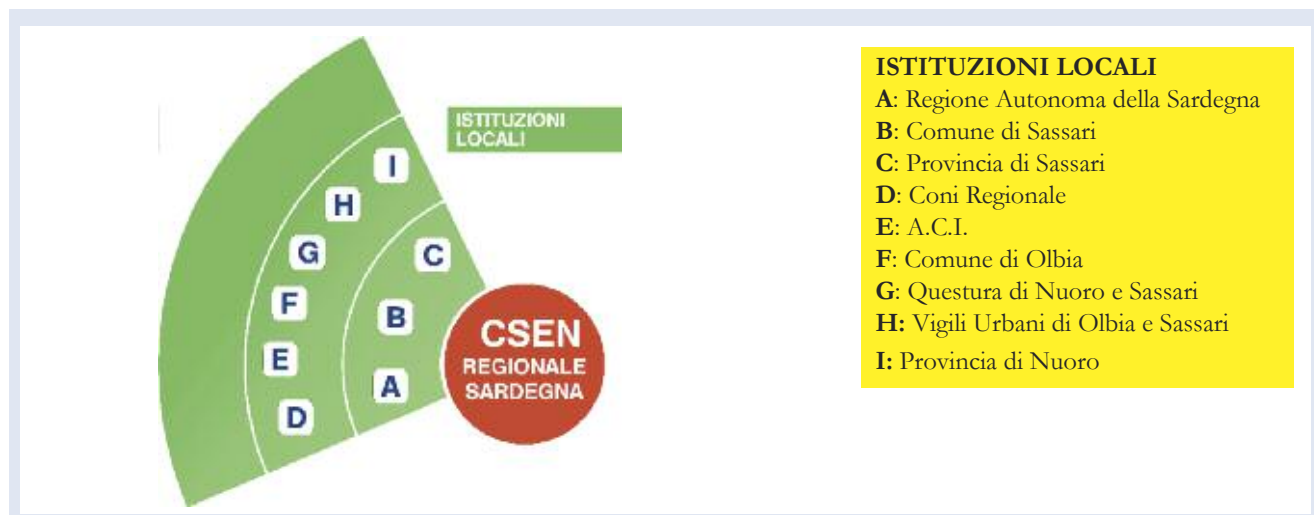 ISTITUZIONI
LOCALI
I
H
G
C
F
B
E
A
D
CSEN
REGIONALE
SARDEGNA
ISTITUZIONI LOCALI
A: Regione Autonoma della Sardegna
B: Comune di Sassari
C: Provincia di Sassari
D: Coni Regionale
E: A.C.I.
F: Comune di Olbia
G: Questura di Nuoro e Sassari
H: Vigili Urbani di Olbia e Sassari
I: Provincia di Nuoro